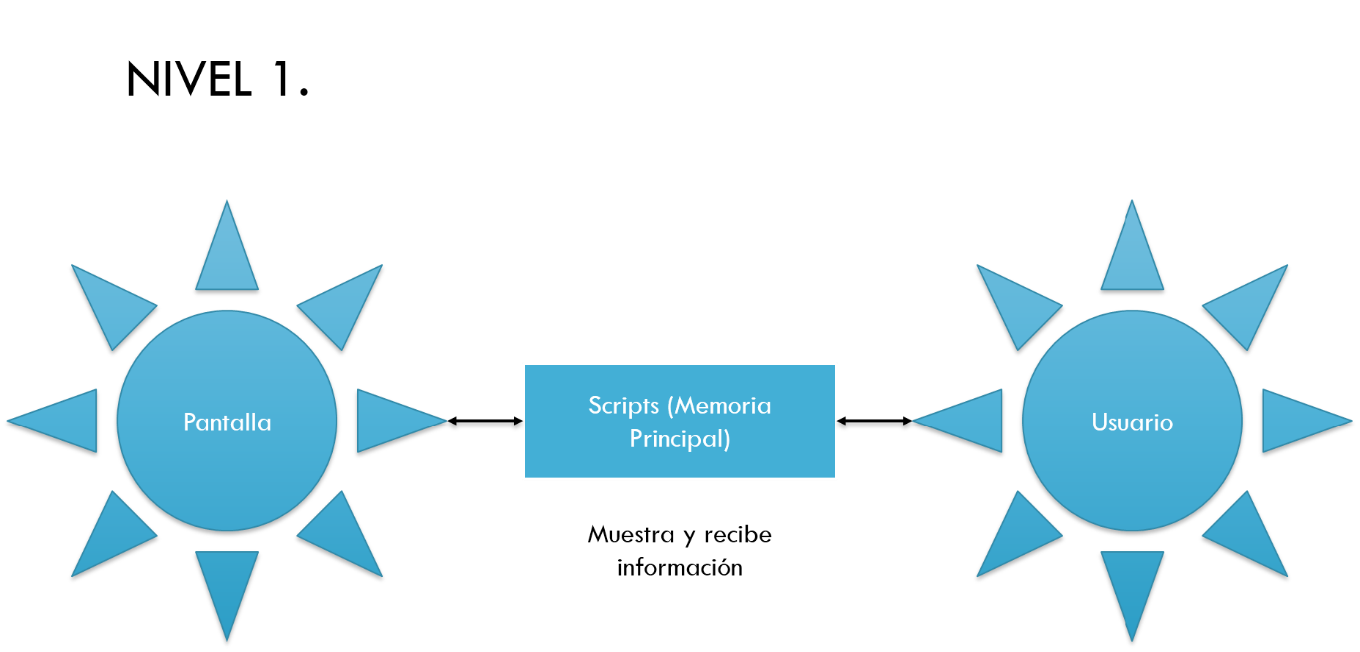 NIVEL 1.
Pantalla
Scripts (Memoria
Principal)
Usuario
Muestra y recibe
información